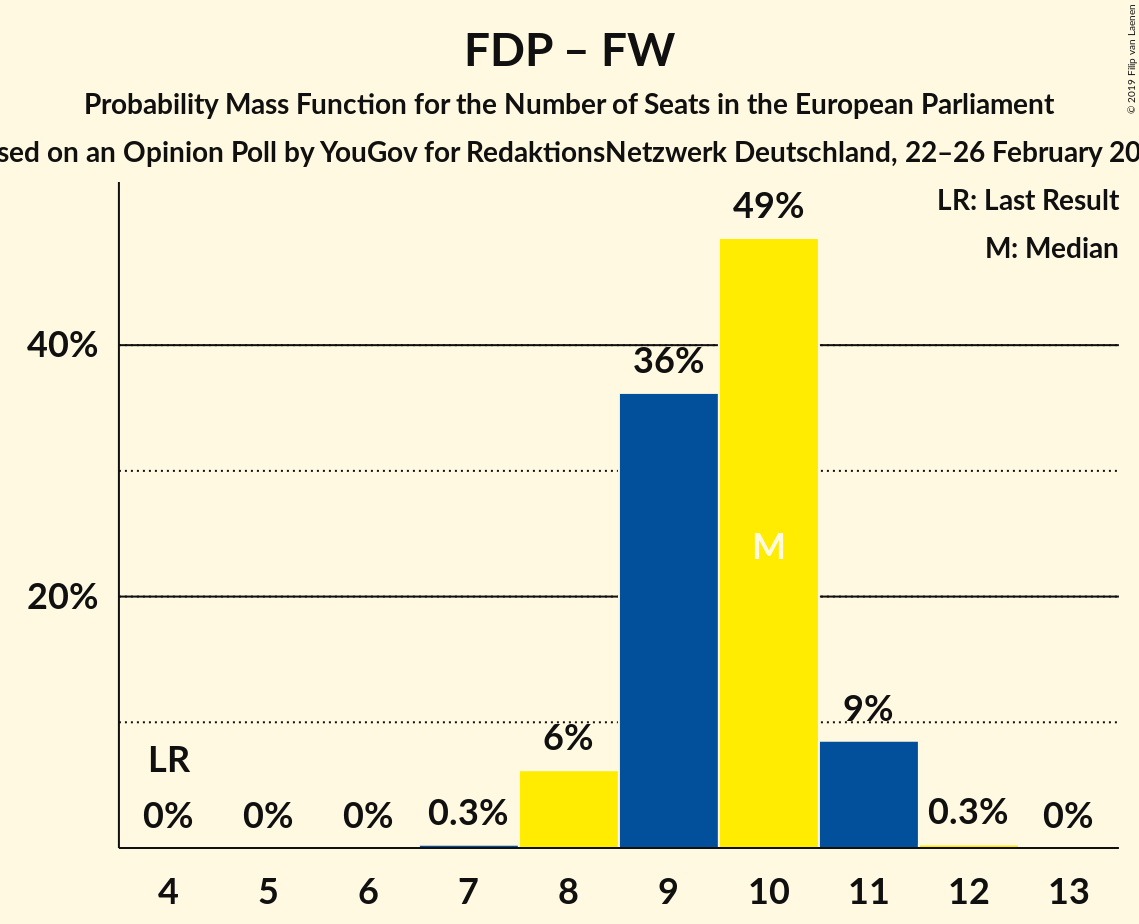 FDP – FW
Probability Mass Function for the Number of Seats in the European Parliament
sed on an Opinion Poll by YouGov for RedaktionsNetzwerk Deutschland, 22–26 February 20
© 2019 Filip van Laenen
LR: Last Result
M: Median
49%
40%
36%
M
20%
9%
6%
LR
0% 0% 0% 0.3% 0.3% 0%
4 5 6 7 8 9 10 11 12 13